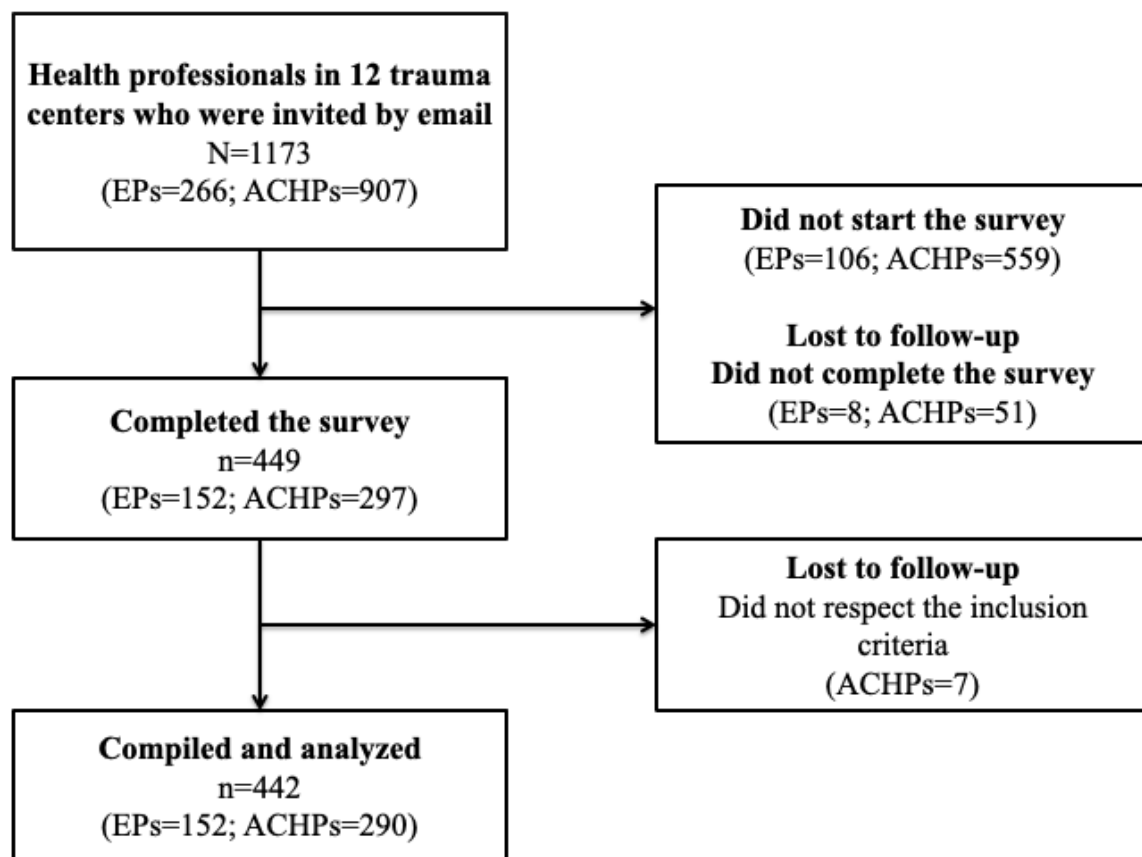 Health professionals in 12 trauma
centers who were invited by email
N=1173
(EPs=266; ACHPs=907)
Did not start the survey
(EPs=106; ACHPs=559)
Lost to follow-up
Did not complete the survey
(EPs=8; ACHPs=51)
Completed the survey
n=449
(EPs=152; ACHPs=297)
Lost to follow-up
Did not respect the inclusion
criteria
(ACHPs=7)
Compiled and analyzed
n=442
(EPs=152; ACHPs=290)